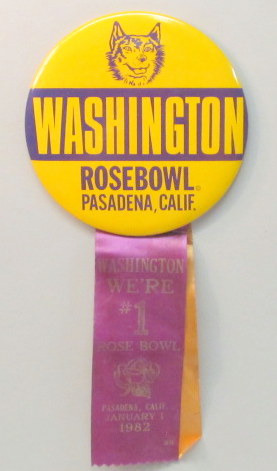 WASHINGTON
ROSEBOWL®
PASADENA, CALIF.
WASHINGTON
WE'RE
#1
ROSE BOWL
PASADENA, CALIF.
JANUARY 1
1982